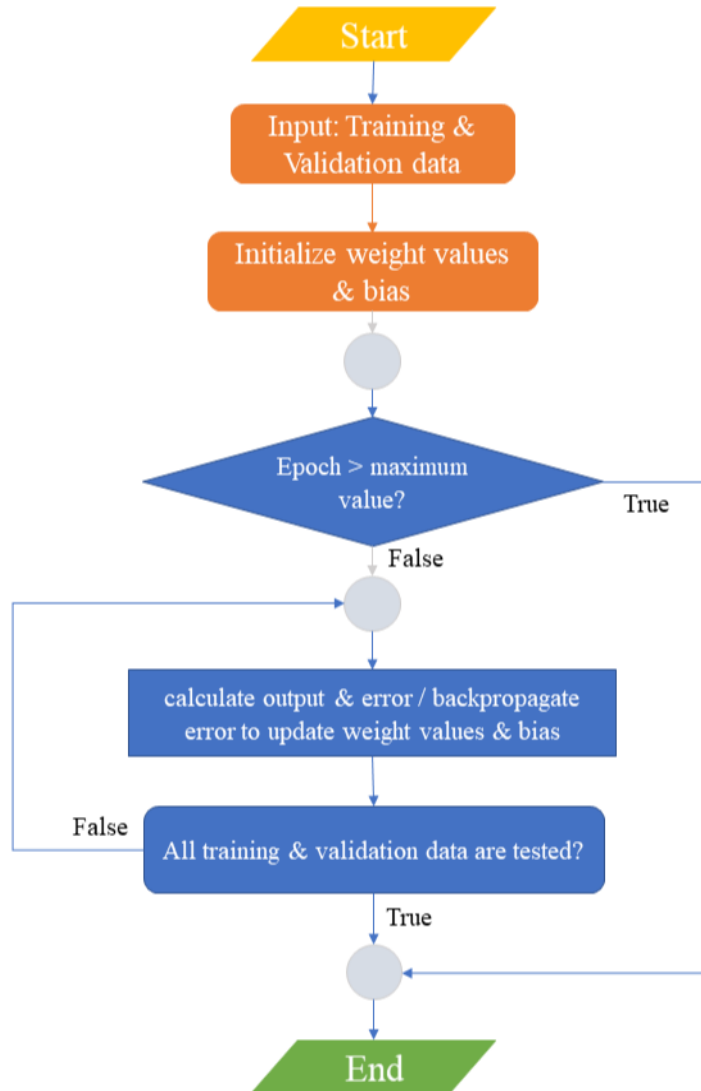 Start
Input: Training &
Validation data
Initialize weight values
& bias
Epoch > maximum
value?
True
False
calculate output & error / backpropagate
error to update weight values & bias
False
All training & validation data are tested?
True
End